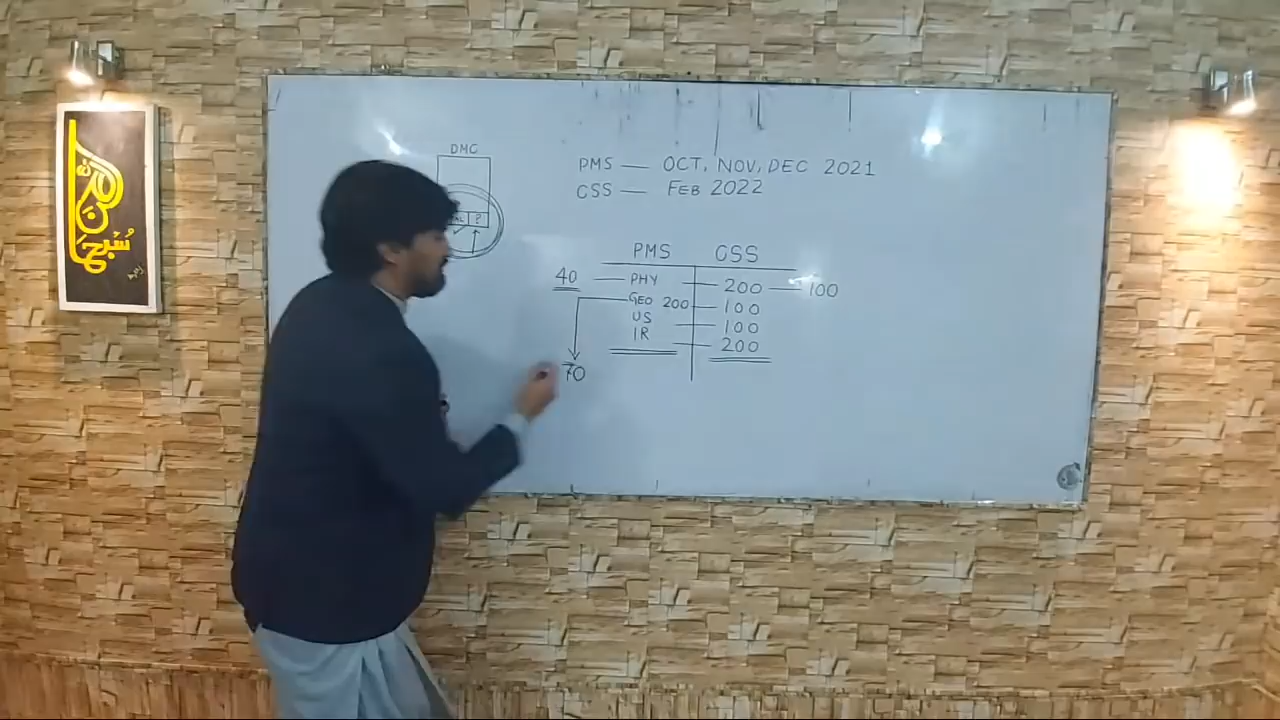 سُبْحَانَ
DMC
?
PMS — OCT, NOV, DEC 2021
CSS — FEB 2022
PMS CSS
40 — PHY — 200 — 100
GEO 200 — 100
US — 100
IR — 200
70